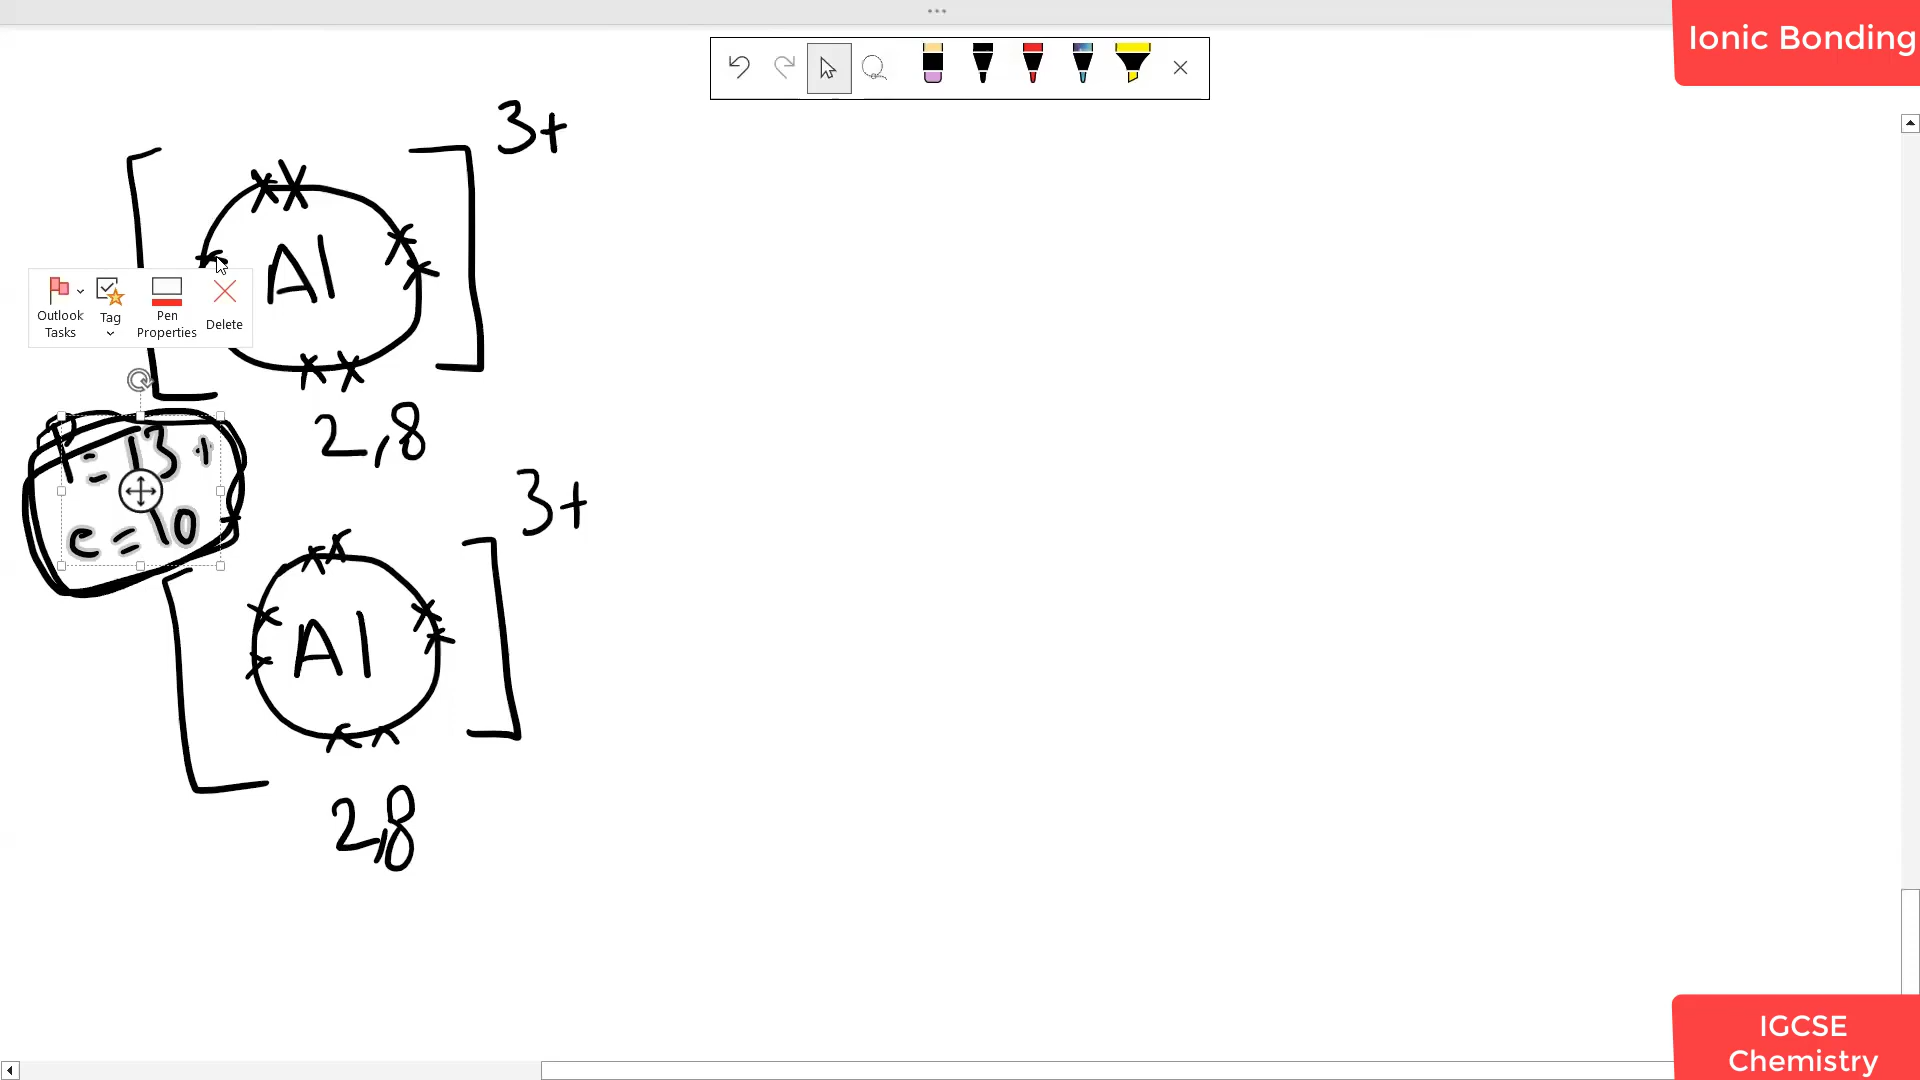 Ionic Bonding
3+
Al
Outlook Tasks
Tag
Pen Properties
Delete
2,8
P = 13 +
e = 10
3+
Al
2,8
IGCSE
Chemistry